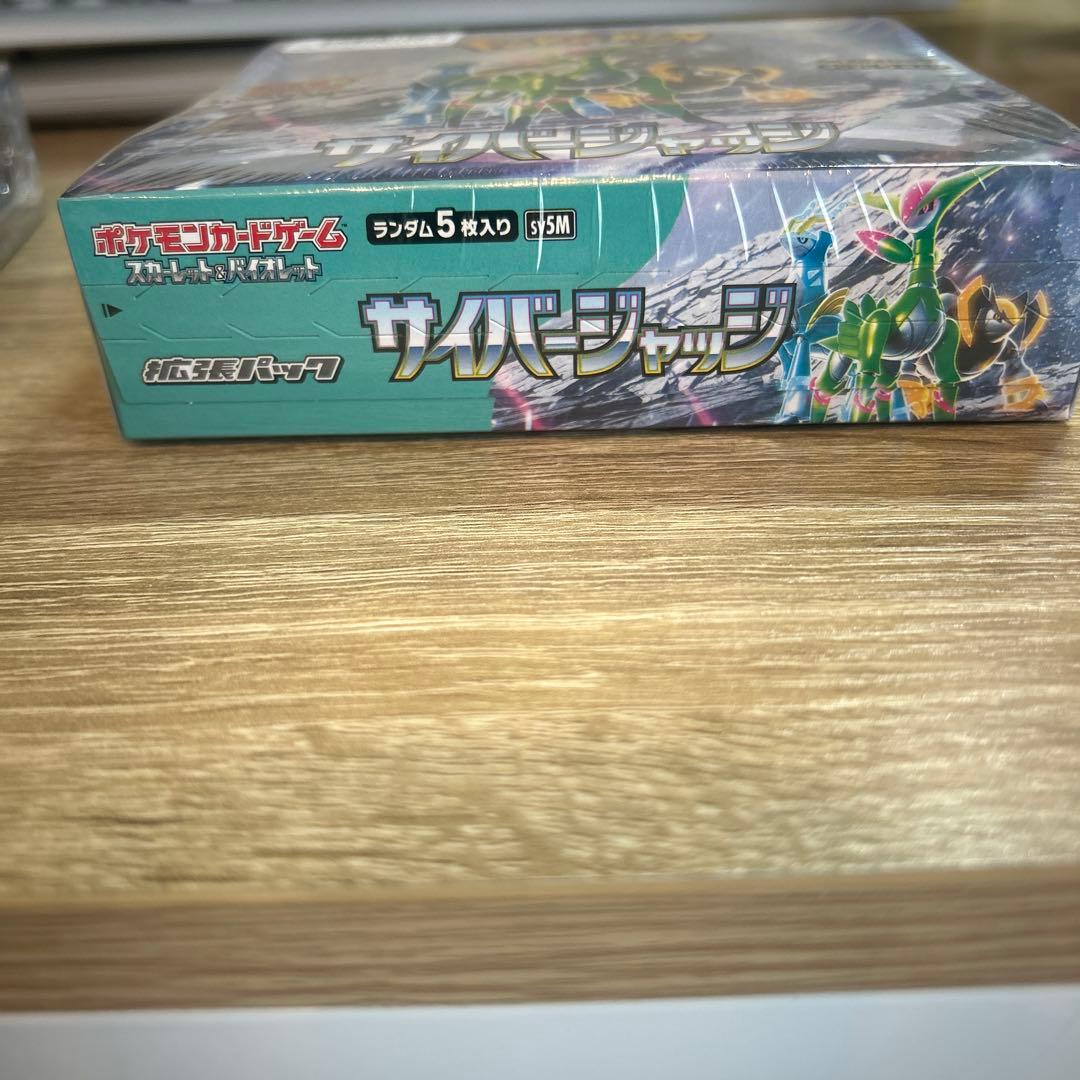 サイバージャッジ
ポケモンカードゲーム
スカーレット&バイオレット
ランダム5枚入り SV5M
サイバージャッジ
拡張パック